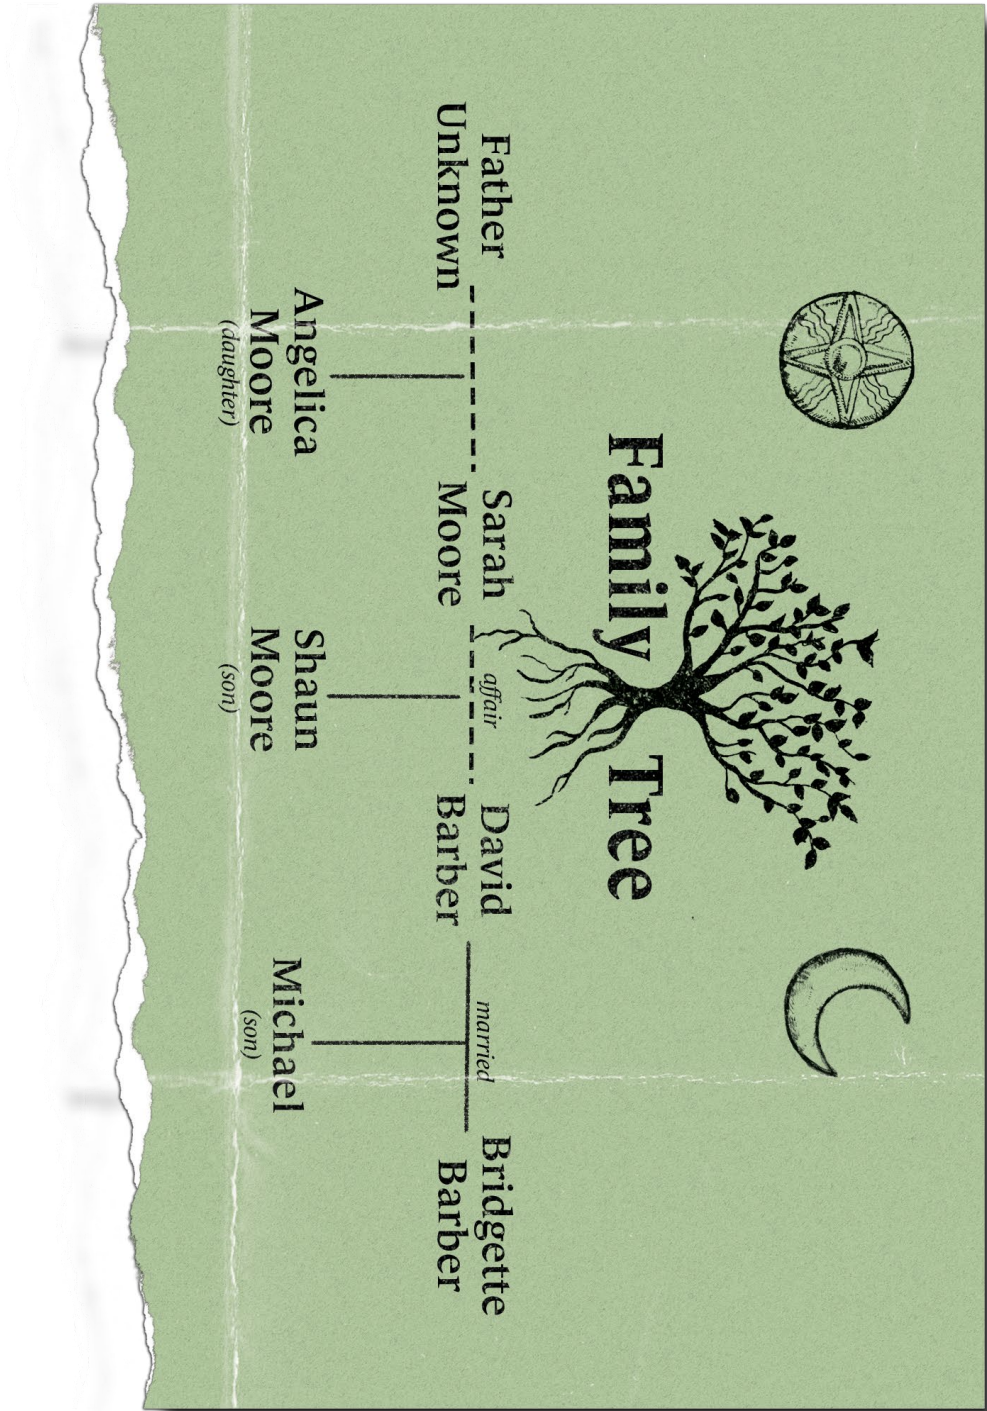 Family Tree
Father
Unknown
Sarah
Moore
affair
David
Barber
married
Bridgette
Barber
Angelica
Moore
(daughter)
Shaun
Moore
(son)
Michael
(son)